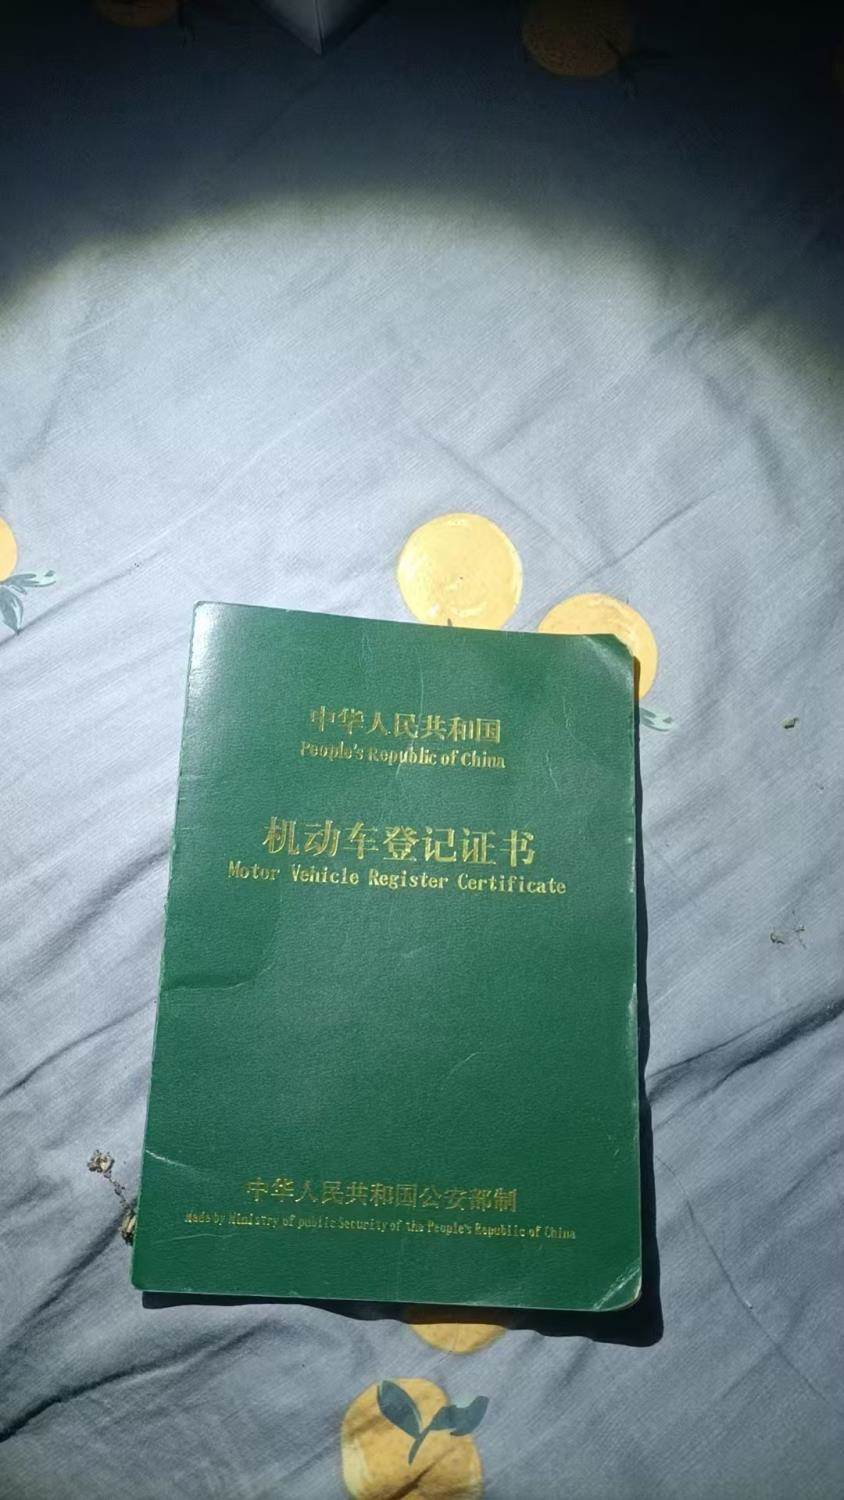 中华人民共和国
People's Republic of China
机动车登记证书
Motor Vehicle Register Certificate
中华人民共和国公安部制
Made by Ministry of public Security of the People's Republic of China